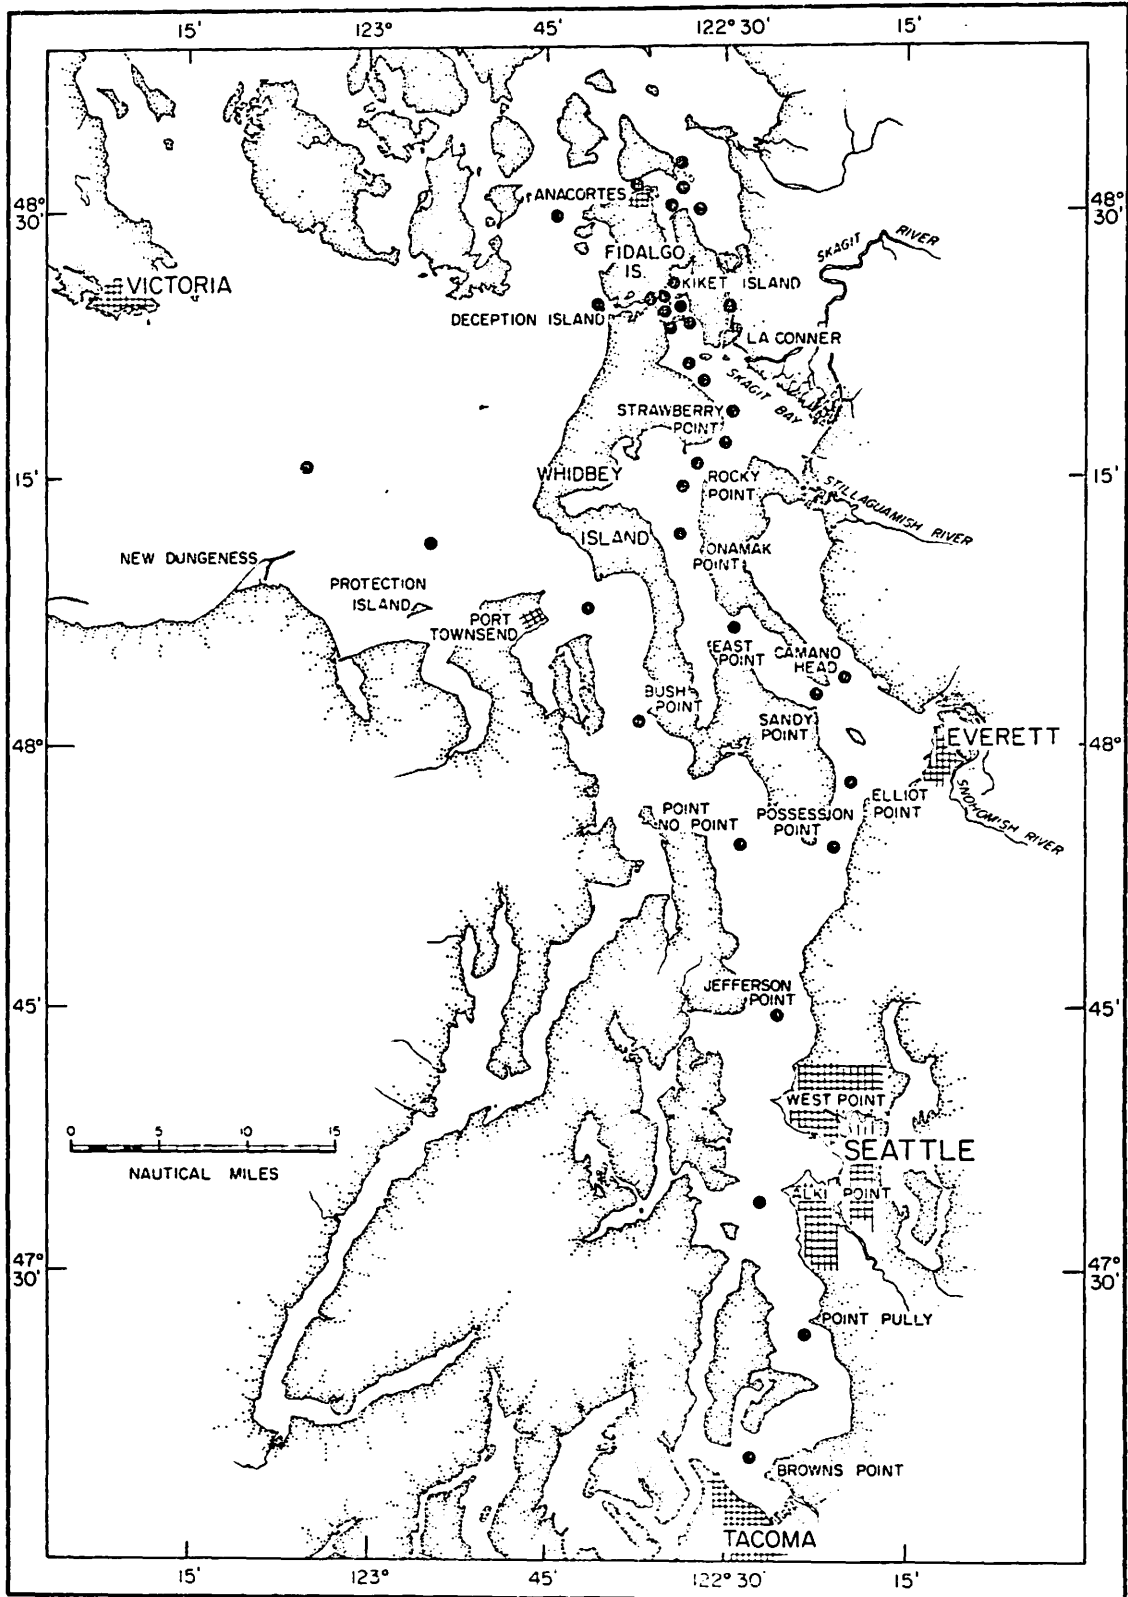 15' 123° 45' 122° 30' 15'
48° 30'
48° 30'
ANACORTES
SKAGIT RIVER
FIDALGO
IS.
VICTORIA
KIKET ISLAND
DECEPTION ISLAND
LA CONNER
SKAGIT BAY
STRAWBERRY
POINT
15'
15'
WHIDBEY
ROCKY
POINT
STILLAGUAMISH RIVER
ISLAND
ONAMAK
POINT
NEW DUNGENESS
PROTECTION
ISLAND
PORT
TOWNSEND
EAST
POINT
CAMANO
HEAD
BUSH
POINT
SANDY
POINT
48°
48°
EVERETT
ELLIOT
POINT
SNOHOMISH RIVER
POINT
NO POINT
POSSESSION
POINT
JEFFERSON
POINT
45'
45'
WEST POINT
0 5 10 15
NAUTICAL MILES
SEATTLE
ALKI POINT
47° 30'
47° 30'
POINT PULLY
BROWNS POINT
TACOMA
15' 123° 45' 122° 30' 15'